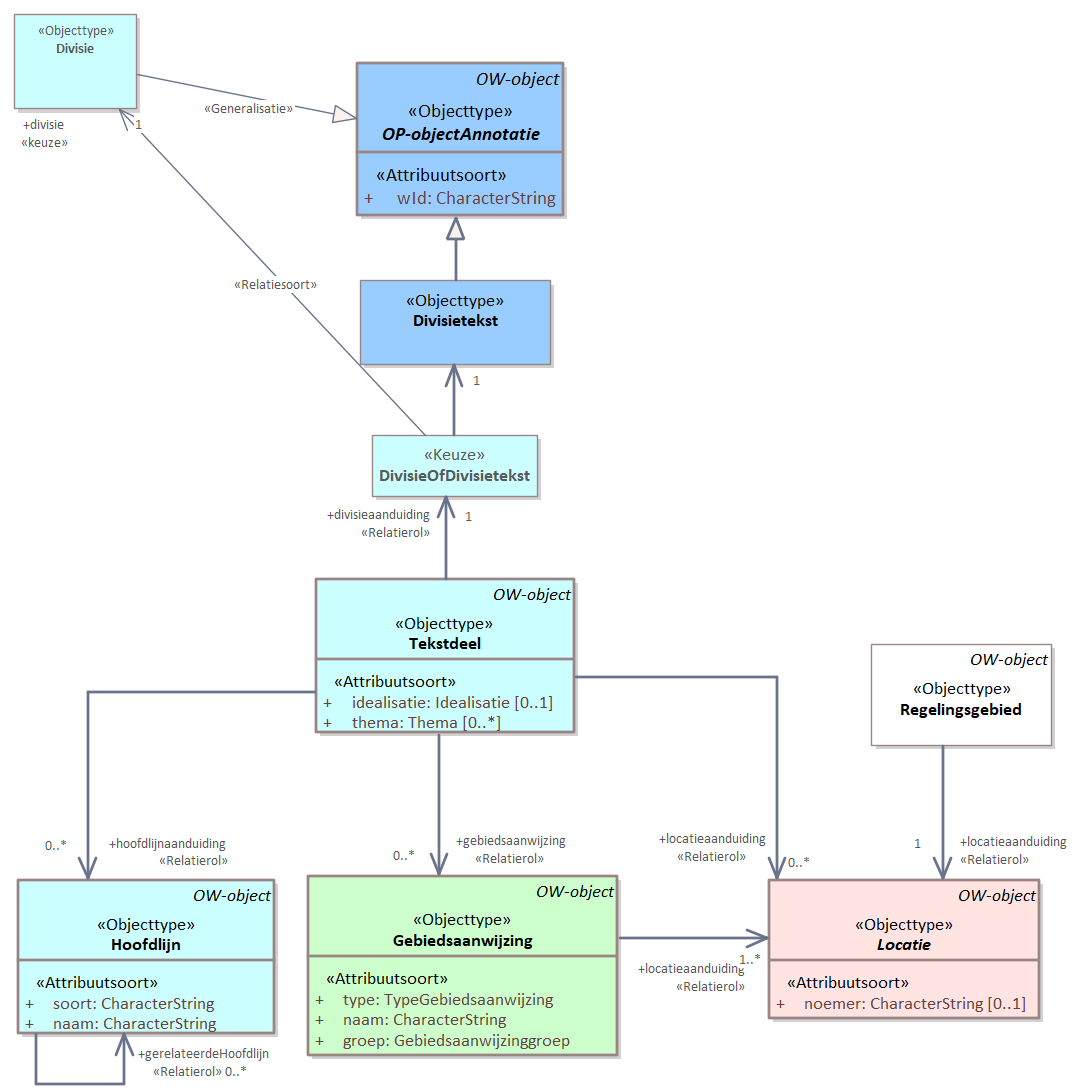 «Objecttype»
Divisie
+divisie
«keuze»
1
«Generalisatie»
OW-object
«Objecttype»
OP-objectAnnotatie
«Attribuutsoort»
+ wId: CharacterString
«Relatiesoort»
«Objecttype»
Divisietekst
1
«Keuze»
DivisieOfDivisietekst
+divisieaanduiding
«Relatierol»
1
OW-object
«Objecttype»
Tekstdeel
«Attribuutsoort»
+ idealisatie: Idealisatie [0..1]
+ thema: Thema [0..*]
OW-object
«Objecttype»
Regelingsgebied
0..*
+hoofdlijnaanduiding
«Relatierol»
0..*
+gebiedsaanwijzing
«Relatierol»
+locatieaanduiding
«Relatierol»
0..*
1
+locatieaanduiding
«Relatierol»
OW-object
«Objecttype»
Hoofdlijn
«Attribuutsoort»
+ soort: CharacterString
+ naam: CharacterString
+gerelateerdeHoofdlijn
«Relatierol» 0..*
OW-object
«Objecttype»
Gebiedsaanwijzing
«Attribuutsoort»
+ type: TypeGebiedsaanwijzing
+ naam: CharacterString
+ groep: Gebiedsaanwijzinggroep
1..*
+locatieaanduiding
«Relatierol»
OW-object
«Objecttype»
Locatie
«Attribuutsoort»
+ noemer: CharacterString [0..1]